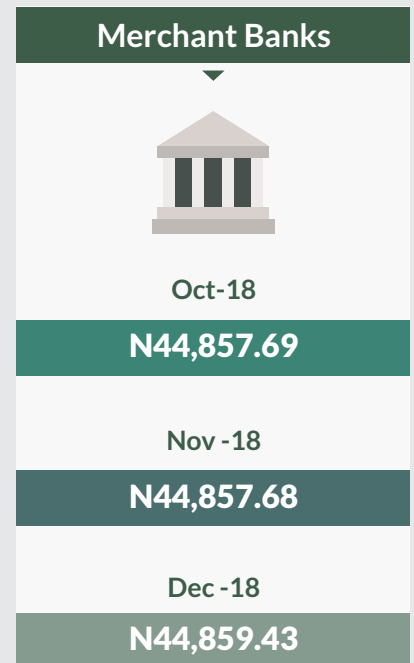 Merchant Banks
Oct-18
N44,857.69
Nov -18
N44,857.68
Dec -18
N44,859.43